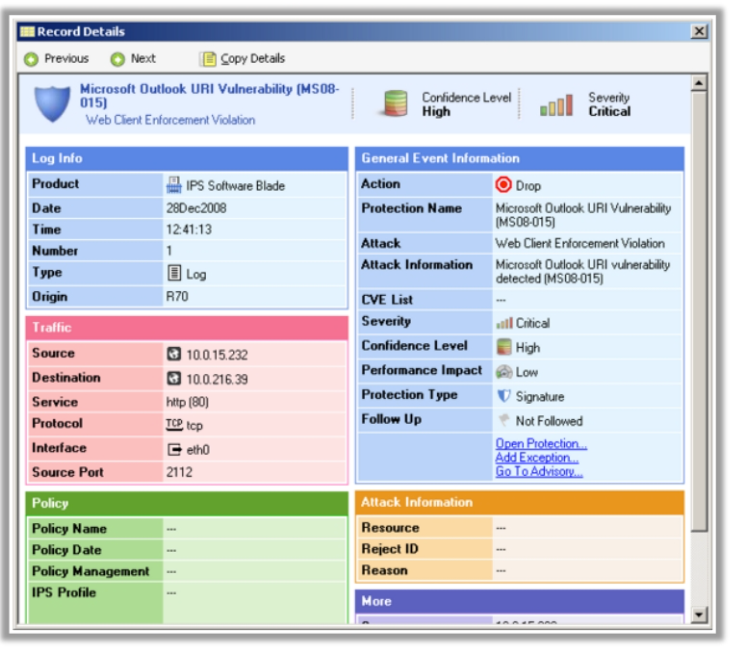 Record Details
Previous Next Copy Details
Microsoft Outlook URI Vulnerability (MS08-
015)
Web Client Enforcement Violation
Confidence Level
High
Severity
Critical
Log Info
Product IPS Software Blade
Date 28Dec2008
Time 12:41:13
Number 1
Type Log
Origin R70
Traffic
Source 10.0.15.232
Destination 10.0.216.39
Service http (80)
Protocol TCP tcp
Interface eth0
Source Port 2112
Policy
Policy Name ---
Policy Date ---
Policy Management ---
IPS Profile ---
General Event Information
Action Drop
Protection Name Microsoft Outlook URI Vulnerability
(MS08-015)
Attack Web Client Enforcement Violation
Attack Information Microsoft Outlook URI vulnerability
detected (MS08-015)
CVE List ---
Severity Critical
Confidence Level High
Performance Impact Low
Protection Type Signature
Follow Up Not Followed
Open Protection...
Add Exception...
Go To Advisory...
Attack Information
Resource ---
Reject ID ---
Reason ---
More